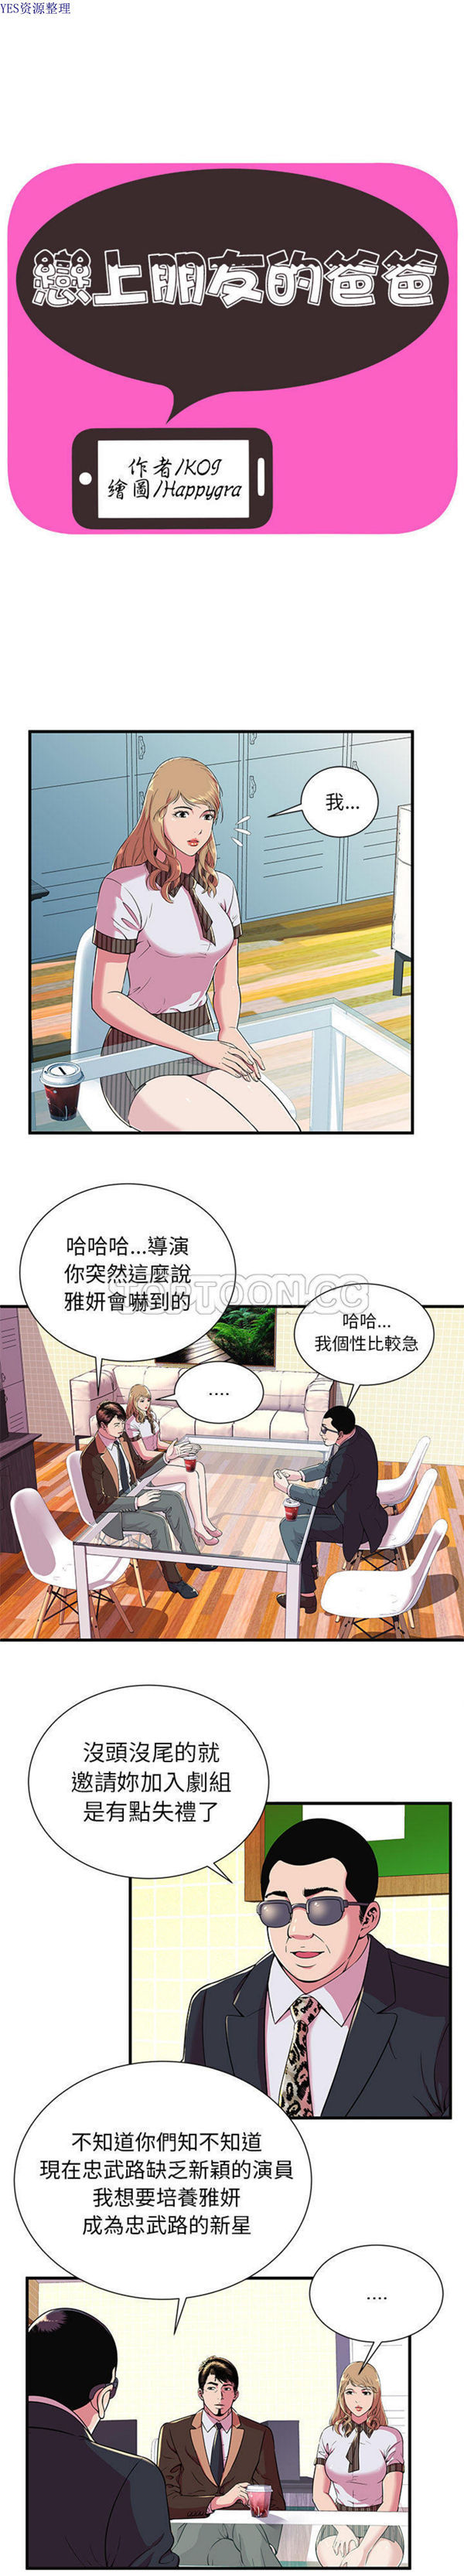 YES资源整理
戀上朋友的爸爸
作者/KOI
繪圖/Happygra
我...
哈哈哈...導演
你突然這麼說
雅妍會嚇到的
TOPTOON.CC
哈哈...
我個性比較急
....
沒頭沒尾的就
邀請妳加入劇組
是有點失禮了
不知道你們知不知道
現在忠武路缺乏新穎的演員
我想要培養雅妍
成為忠武路的新星
....